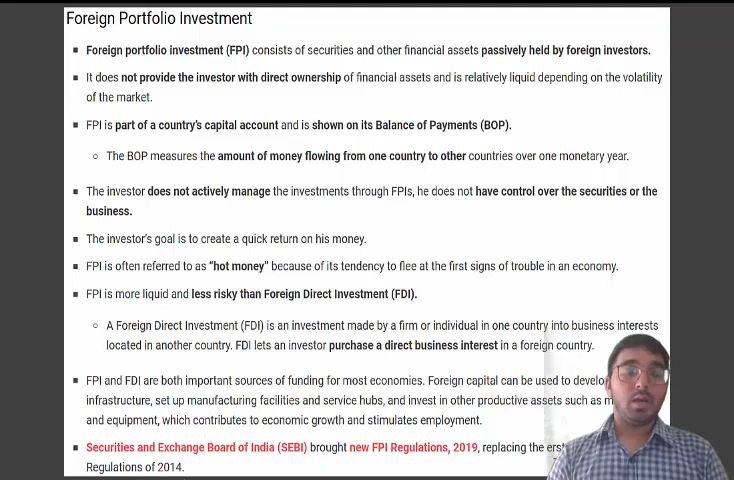 Foreign Portfolio Investment
Foreign portfolio investment (FPI) consists of securities and other financial assets passively held by foreign investors.
It does not provide the investor with direct ownership of financial assets and is relatively liquid depending on the volatility
of the market.
FPI is part of a country's capital account and is shown on its Balance of Payments (BOP).
The BOP measures the amount of money flowing from one country to other countries over one monetary year.
The investor does not actively manage the investments through FPIs, he does not have control over the securities or the
business.
The investor's goal is to create a quick return on his money.
FPI is often referred to as "hot money" because of its tendency to flee at the first signs of trouble in an economy.
FPI is more liquid and less risky than Foreign Direct Investment (FDI).
A Foreign Direct Investment (FDI) is an investment made by a firm or individual in one country into business interests
located in another country. FDI lets an investor purchase a direct business interest in a foreign country.
FPI and FDI are both important sources of funding for most economies. Foreign capital can be used to
infrastructure, set up manufacturing facilities and service hubs, and invest in other productive assets such as
and equipment, which contributes to economic growth and stimulates employment.
Securities and Exchange Board of India (SEBI) brought new FPI Regulations, 2019, replacing the
Regulations of 2014.